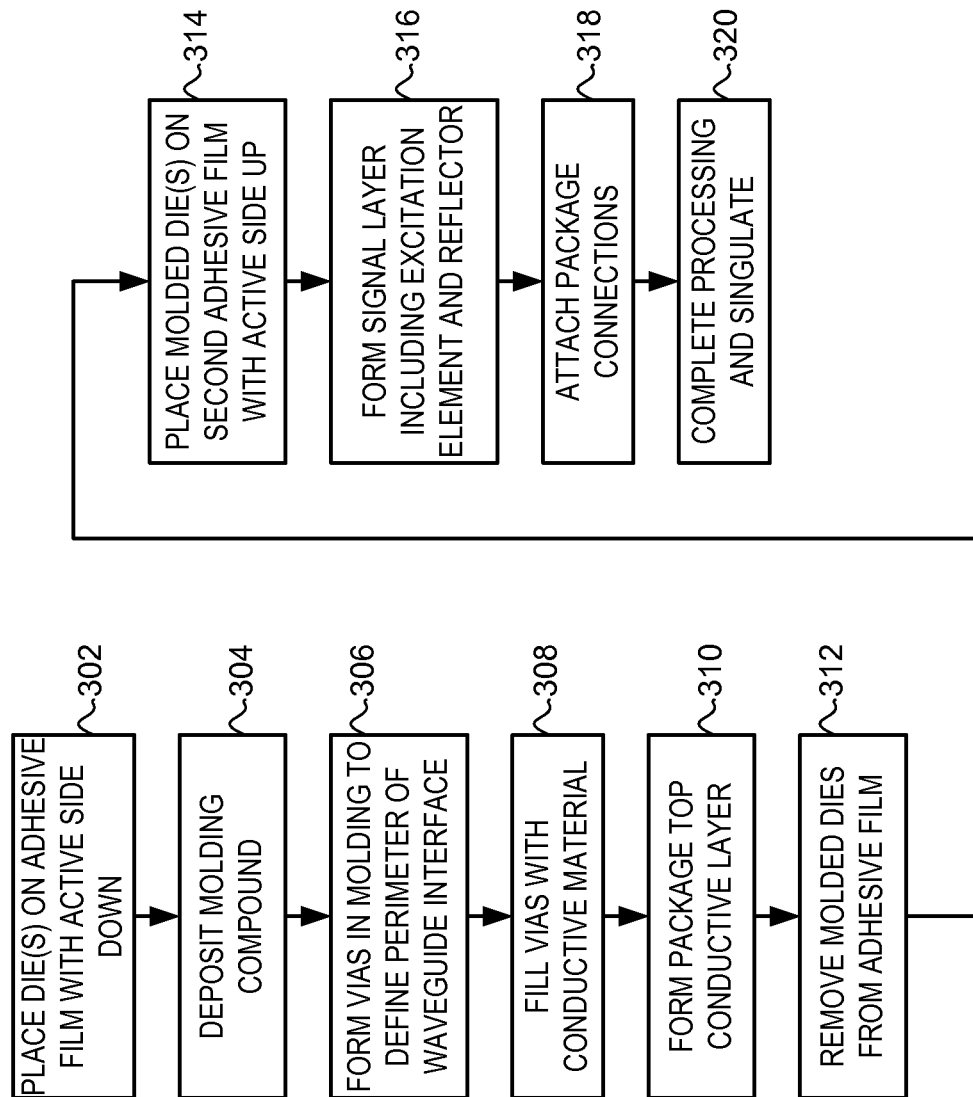 PLACE DIE(S) ON ADHESIVE
FILM WITH ACTIVE SIDE
DOWN
302
DEPOSIT MOLDING
COMPOUND
304
FORM VIAS IN MOLDING TO
DEFINE PERIMETER OF
WAVEGUIDE INTERFACE
306
FILL VIAS WITH
CONDUCTIVE MATERIAL
308
FORM PACKAGE TOP
CONDUCTIVE LAYER
310
REMOVE MOLDED DIES
FROM ADHESIVE FILM
312
PLACE MOLDED DIE(S) ON
SECOND ADHESIVE FILM
WITH ACTIVE SIDE UP
314
FORM SIGNAL LAYER
INCLUDING EXCITATION
ELEMENT AND REFLECTOR
316
ATTACH PACKAGE
CONNECTIONS
318
COMPLETE PROCESSING
AND SINGULATE
320